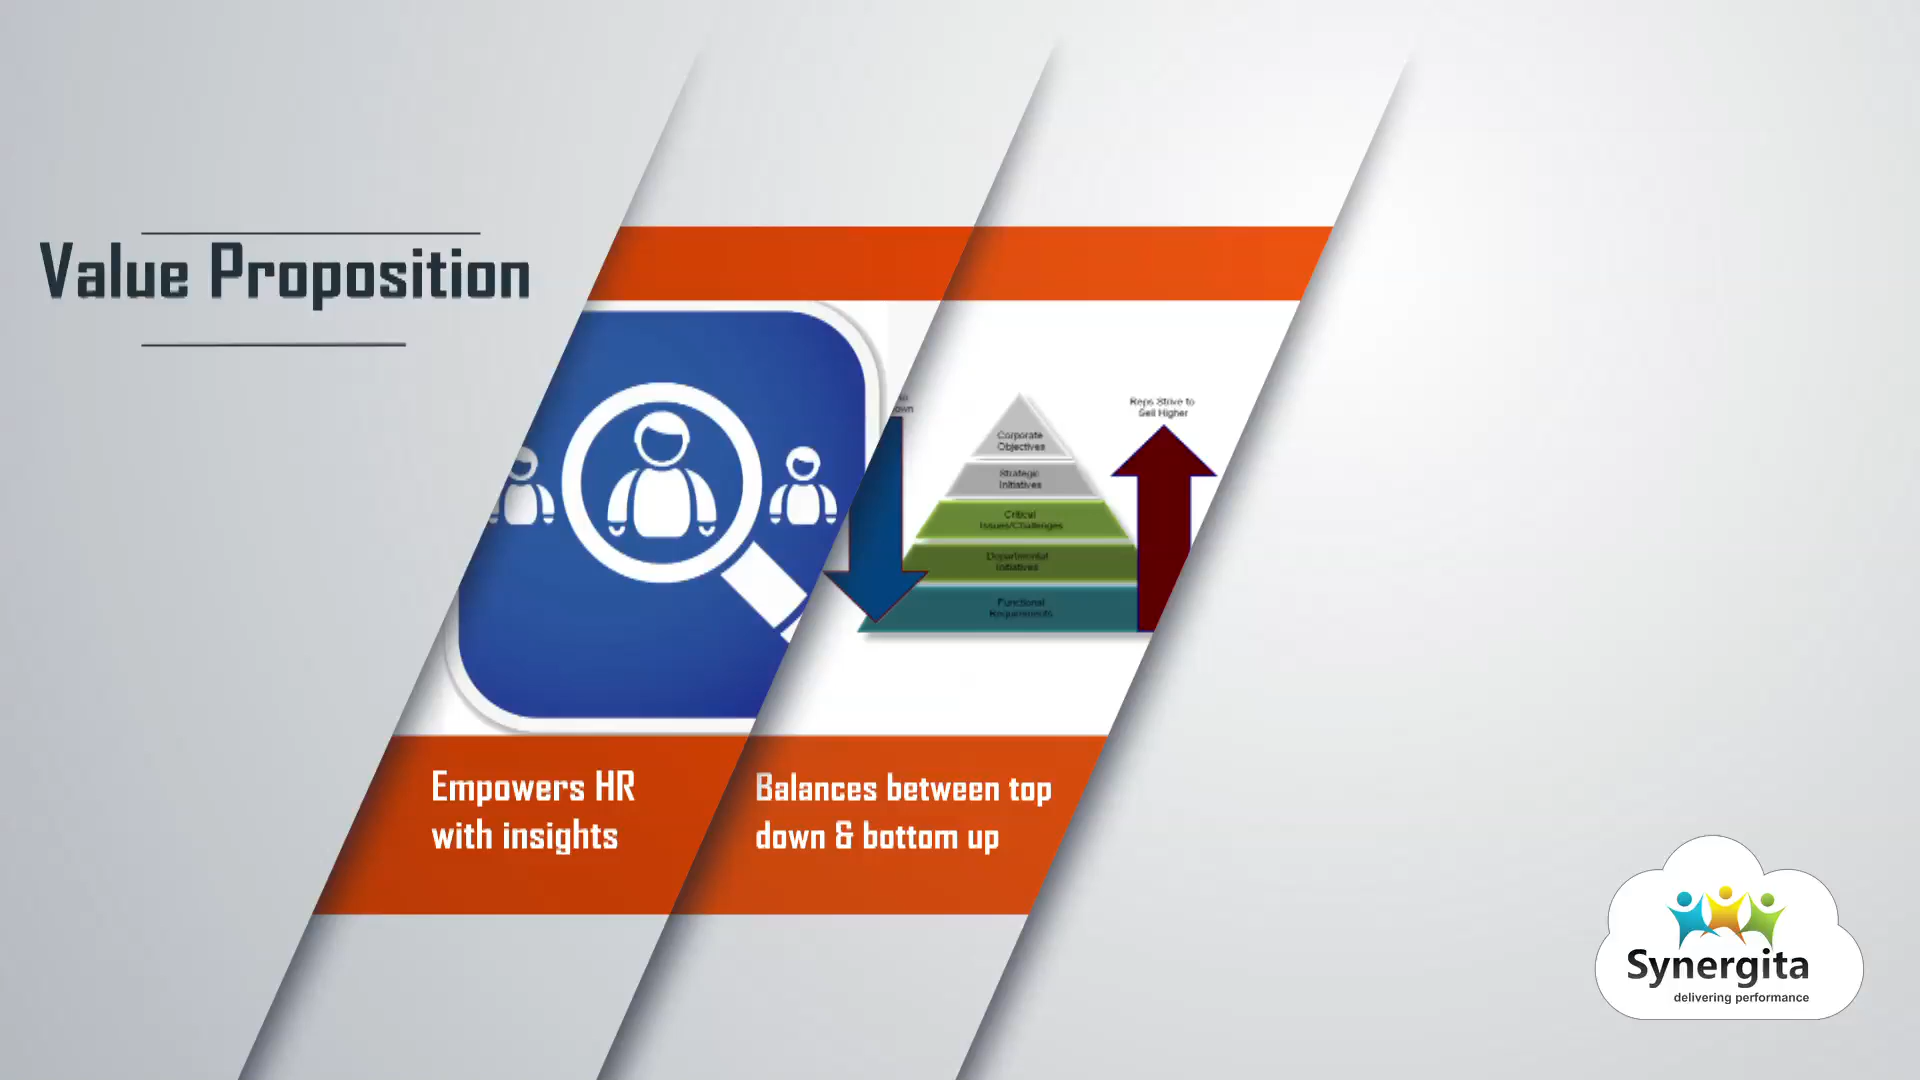 Value Proposition
own
Reps Strive to
Sell Higher
Corporate
Objectives
Strategic
Initiatives
Critical
Issues/Challenges
Departmental
Initiatives
Functional
Requirements
Empowers HR
with insights
Balances between top
down & bottom up
Synergita
delivering performance